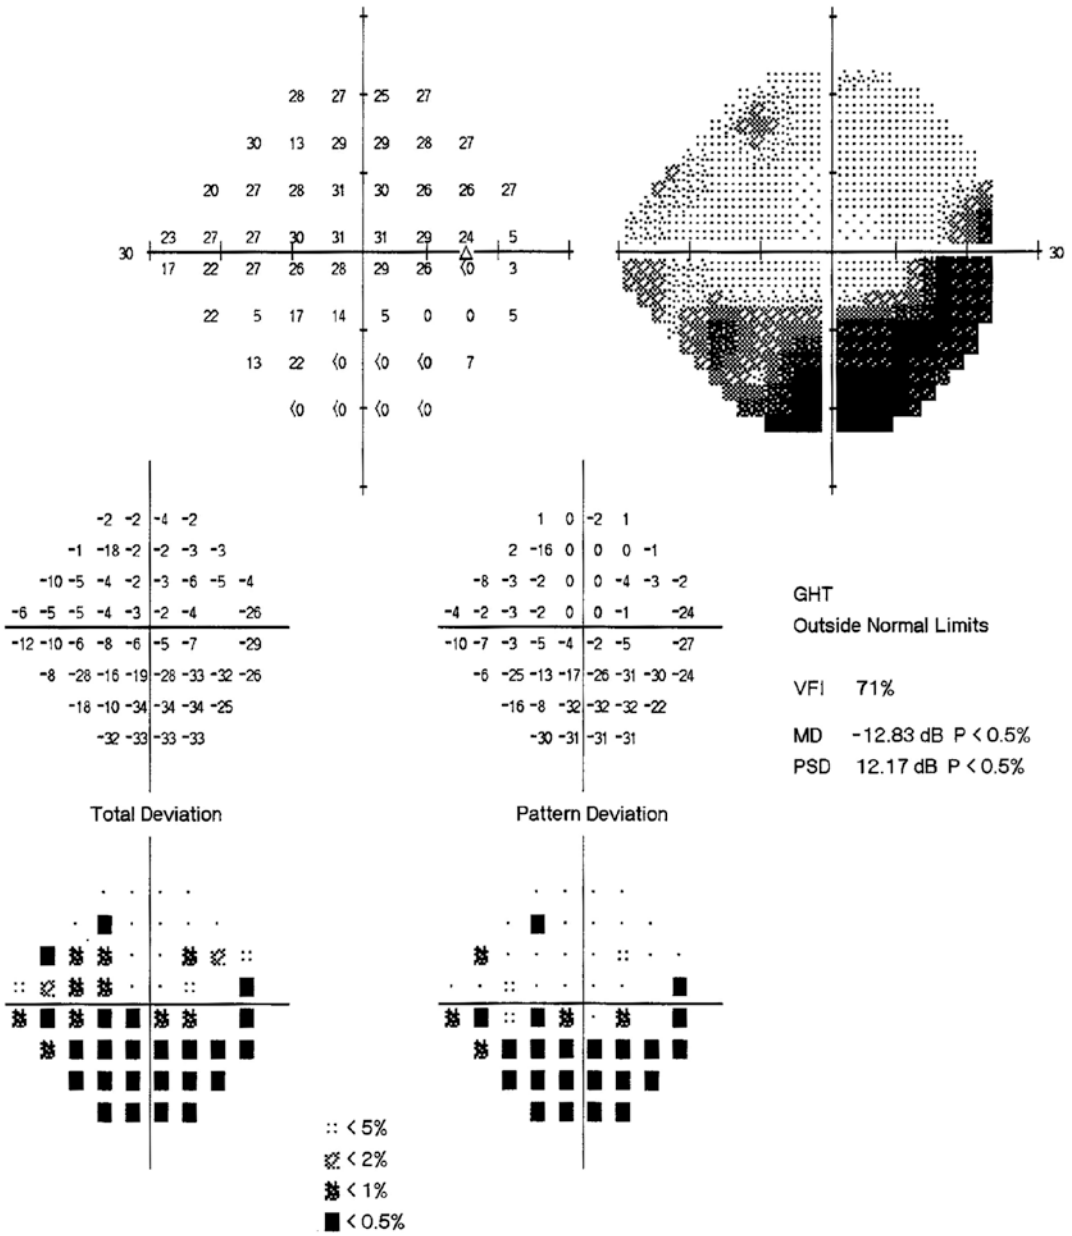 28 27 25 27
30 13 29 29 28 27
20 27 28 31 30 26 26 27
23 27 27 30 31 31 29 24 5
30
30
17 22 27 26 28 29 26 <0 3
22 5 17 14 5 0 0 5
13 22 <0 <0 <0 7
<0 <0 <0 <0
-2 -2 -4 -2
-1 -18 -2 -2 -3 -3
-10 -5 -4 -2 -3 -6 -5 -4
-6 -5 -5 -4 -3 -2 -4 -26
-12 -10 -6 -8 -6 -5 -7 -29
-8 -28 -16 -19 -28 -33 -32 -26
-18 -10 -34 -34 -34 -25
-32 -33 -33 -33
Total Deviation
1 0 -2 1
2 -16 0 0 0 -1
-8 -3 -2 0 0 -4 -3 -2
-4 -2 -3 -2 0 0 -1 -24
-10 -7 -3 -5 -4 -2 -5 -27
-6 -25 -13 -17 -26 -31 -30 -24
-16 -8 -32 -32 -32 -22
-30 -31 -31 -31
Pattern Deviation
GHT
Outside Normal Limits
VFI 71%
MD -12.83 dB P < 0.5%
PSD 12.17 dB P < 0.5%
< 5%
< 2%
< 1%
< 0.5%